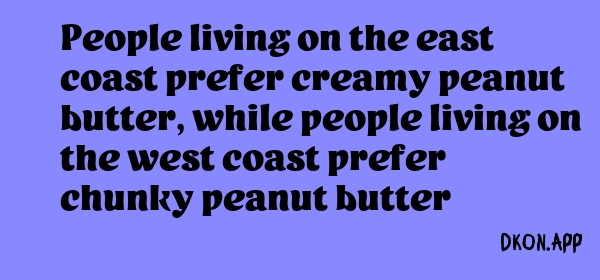 People living on the east
coast prefer creamy peanut
butter, while people living on
the west coast prefer
chunky peanut butter
DKON.APP